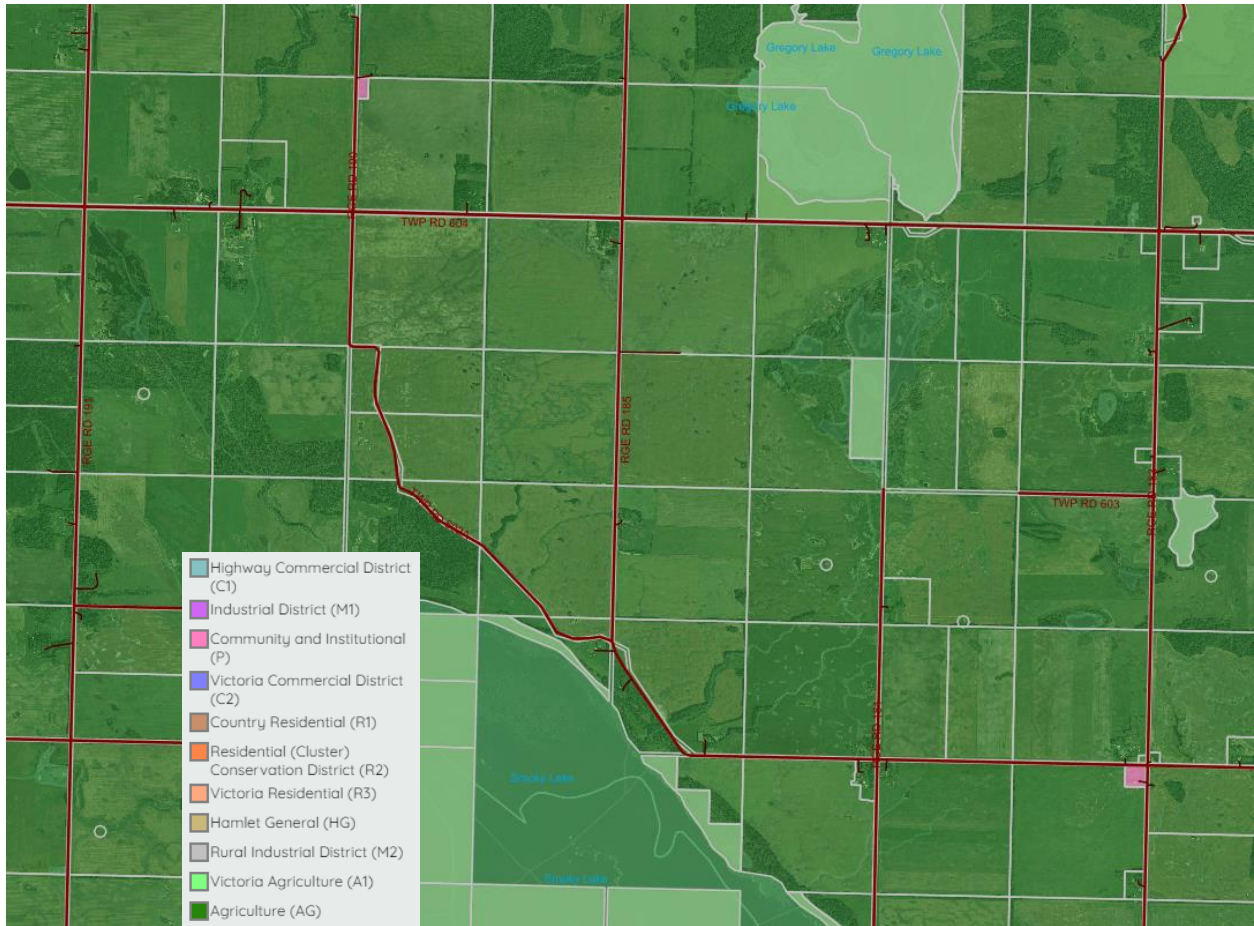 Gregory Lake
Gregory Lake
Gregory Lake
TWP RD 604
RGE RD 191
RGE RD 185
TWP RD 603
Smoky Lake
Smoky Lake
Highway Commercial District
(C1)
Industrial District (M1)
Community and Institutional
(P)
Victoria Commercial District
(C2)
Country Residential (R1)
Residential (Cluster)
Conservation District (R2)
Victoria Residential (R3)
Hamlet General (HG)
Rural Industrial District (M2)
Victoria Agriculture (A1)
Agriculture (AG)